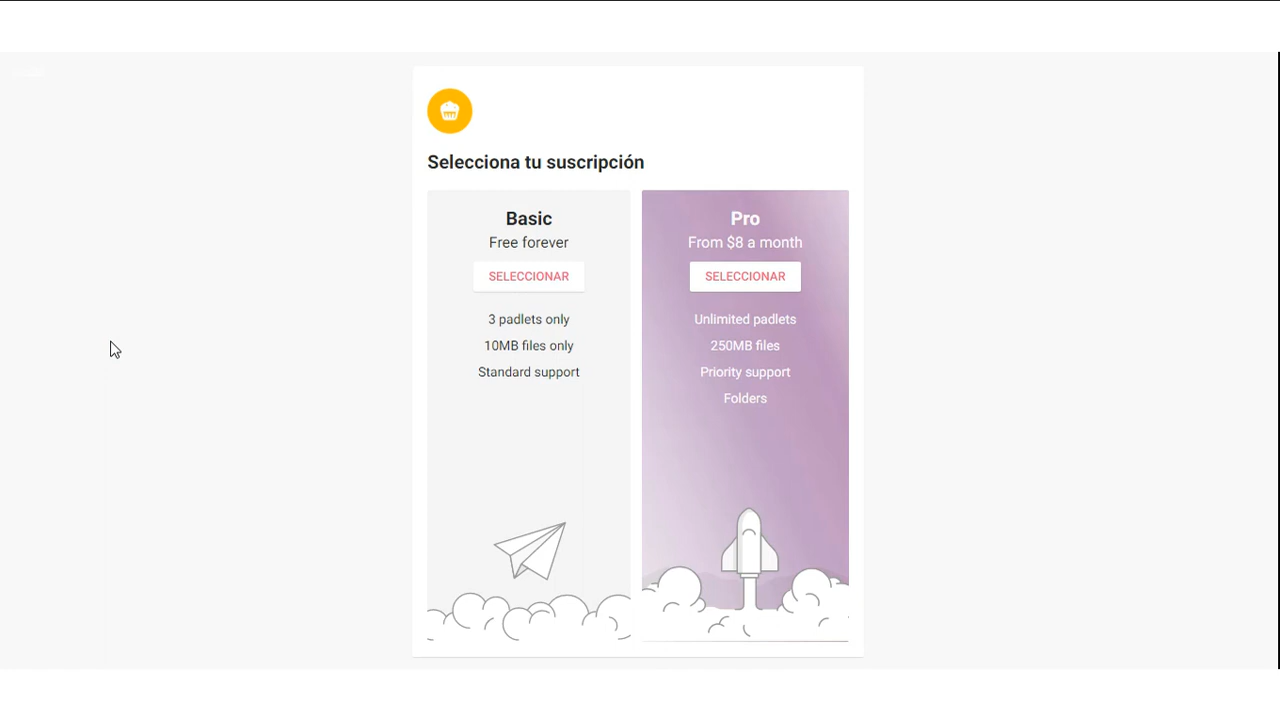 Selecciona tu suscripción
Basic
Free forever
SELECCIONAR
3 padlets only
10MB files only
Standard support
Pro
From $8 a month
SELECCIONAR
Unlimited padlets
250MB files
Priority support
Folders